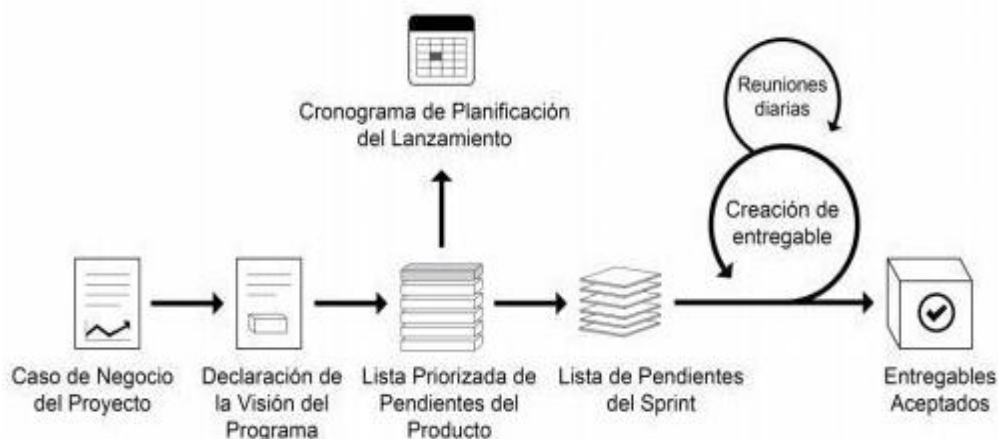 Cronograma de Planificación
del Lanzamiento
Reuniones
diarias
Creación de
entregable
Caso de Negocio
del Proyecto
Declaración de
la Visión del
Programa
Lista Priorizada de
Pendientes del
Producto
Lista de Pendientes
del Sprint
Entregables
Aceptados